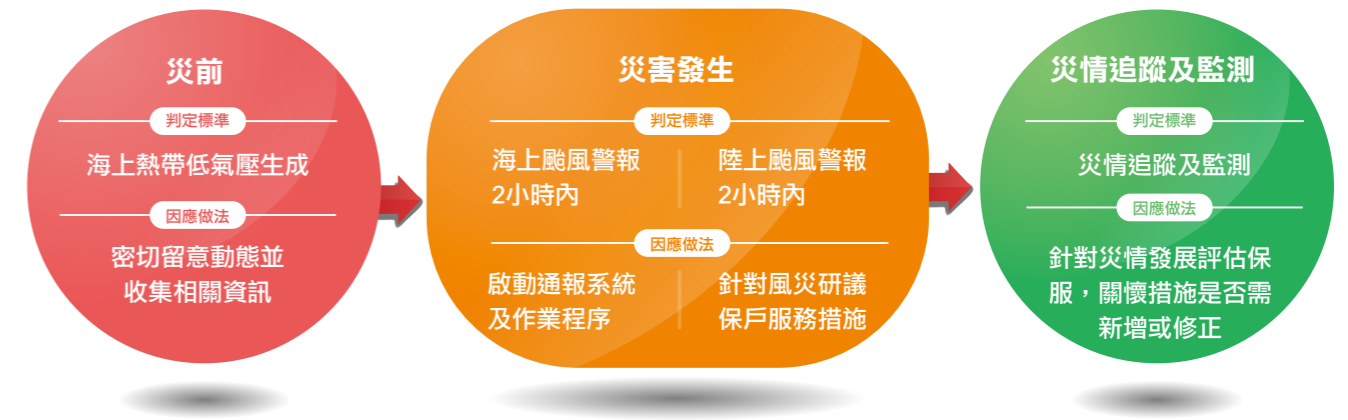 災前
判定標準
海上熱帶低氣壓生成
因應做法
密切留意動態並
收集相關資訊
災害發生
判定標準
海上颱風警報
2小時內
陸上颱風警報
2小時內
因應做法
啟動通報系統
及作業程序
針對風災研議
保戶服務措施
災情追蹤及監測
判定標準
災情追蹤及監測
因應做法
針對災情發展評估保
服，關懷措施是否需
新增或修正